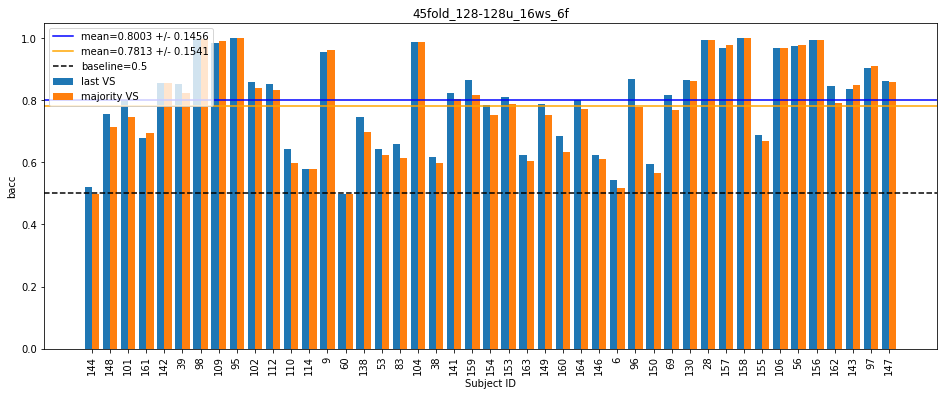 45fold_128-128u_16ws_6f
mean=0.8003 +/- 0.1456
mean=0.7813 +/- 0.1541
baseline=0.5
last VS
majority VS
1.0
0.8
0.6
0.4
0.2
0.0
bacc
144 148 101 161 142 39 98 109 95 102 112 110 114 9 60 138 53 83 104 38 141 159 154 153 163 149 160 164 146 6 96 150 69 130 28 157 158 155 106 56 156 162 143 97 147
Subject ID